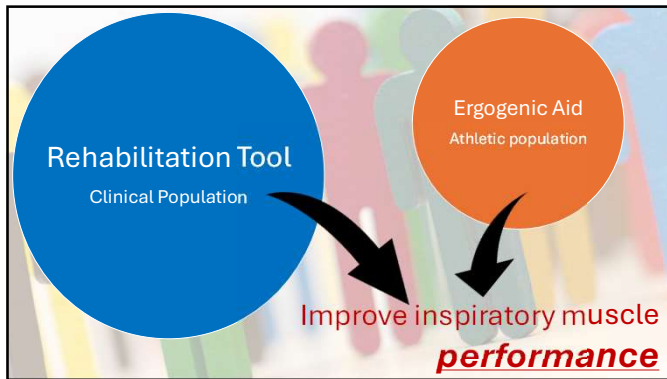 Rehabilitation Tool
Clinical Population
Ergogenic Aid
Athletic population
Improve inspiratory muscle
performance